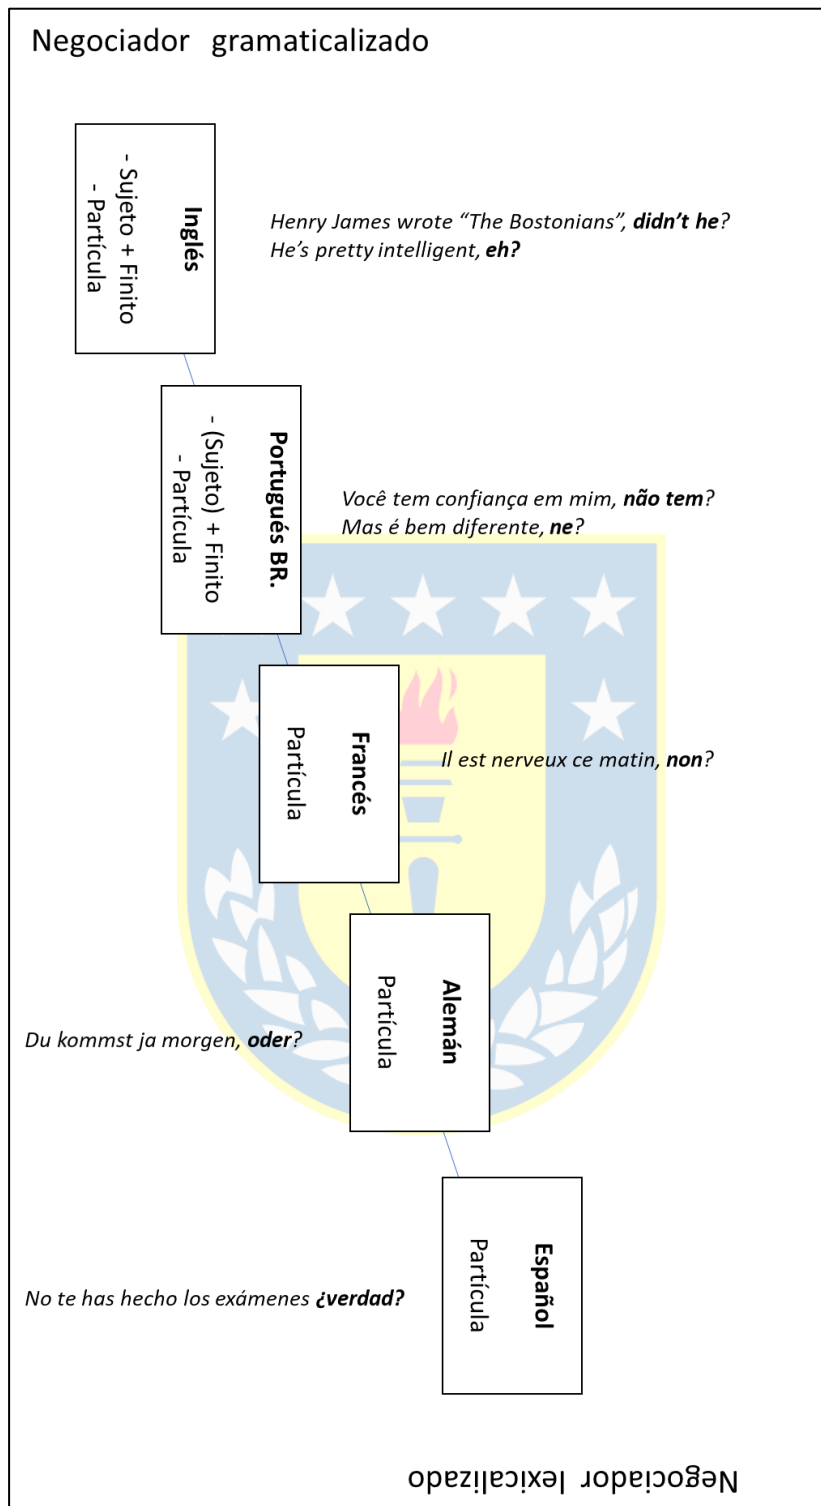 Negociador gramaticalizado
Inglés
- Sujeto + Finito
- Partícula
Henry James wrote “The Bostonians”, didn’t he?
He’s pretty intelligent, eh?
Portugués BR.
- (Sujeto) + Finito
- Partícula
Você tem confiança em mim, não tem?
Mas é bem diferente, ne?
Francés
Partícula
Il est nerveux ce matin, non?
Alemán
Partícula
Du kommst ja morgen, oder?
Español
Partícula
No te has hecho los exámenes ¿verdad?
Negociador lexicalizado